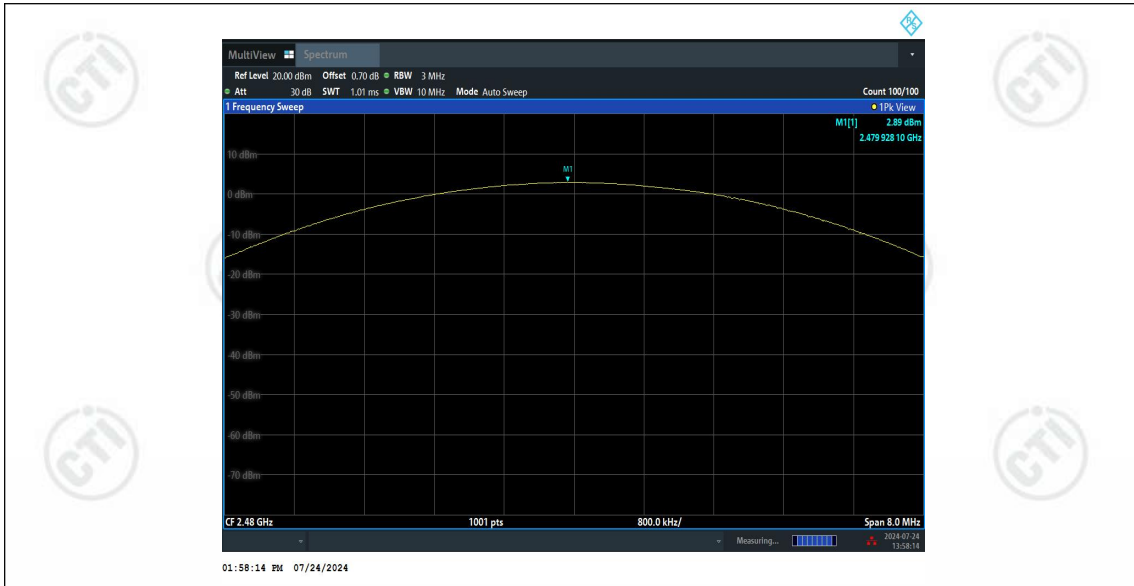 R&S
MultiView Spectrum
Ref Level 20.00 dBm Offset 0.70 dB RBW 3 MHz
Att 30 dB SWT 1.01 ms VBW 10 MHz Mode Auto Sweep Count 100/100
1 Frequency Sweep 1Pk View
M1[1] 2.89 dBm
2.479 928 10 GHz
10 dBm
M1
0 dBm
-10 dBm
-20 dBm
-30 dBm
-40 dBm
-50 dBm
-60 dBm
-70 dBm
CF 2.48 GHz 1001 pts 800.0 kHz/ Span 8.0 MHz
Measuring... 2024-07-24
13:58:14
01:58:14 PM 07/24/2024
CTI
CTI
CTI
CTI